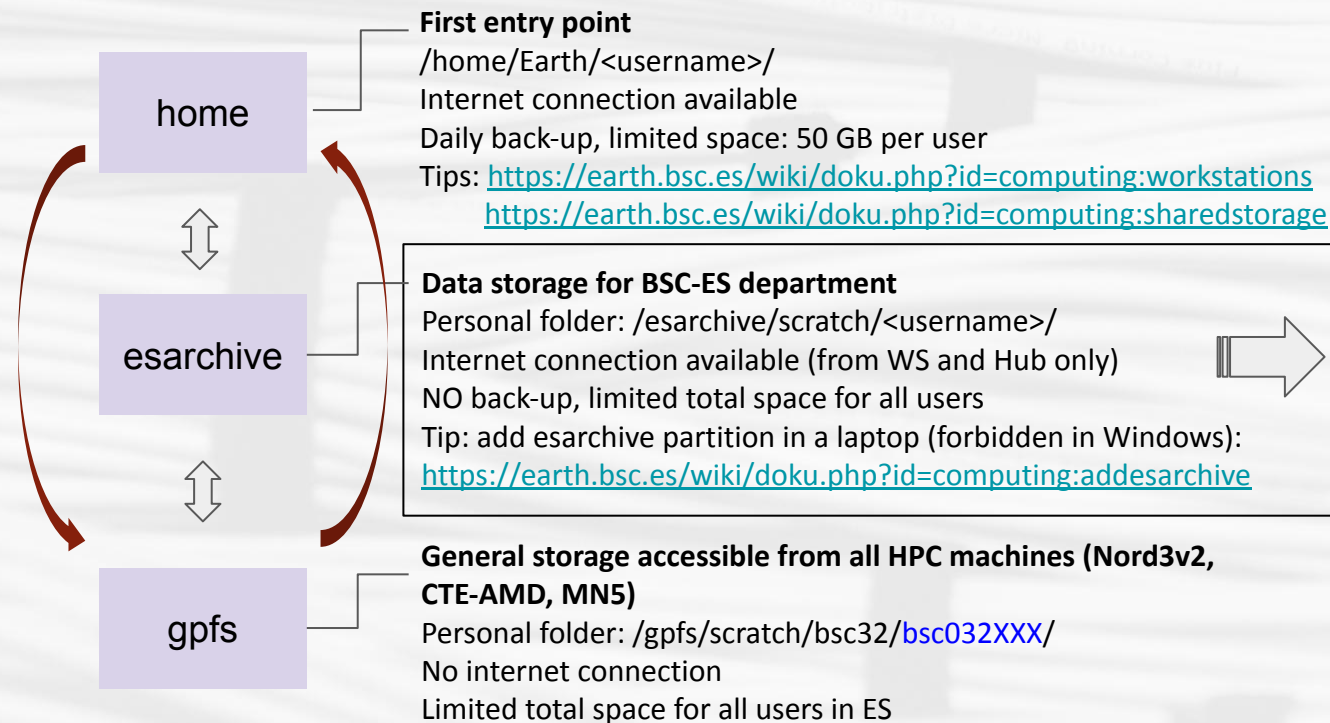 First entry point
/home/Earth/<username>/
Internet connection available
Daily back-up, limited space: 50 GB per user
Tips: https://earth.bsc.es/wiki/doku.php?id=computing:workstations
https://earth.bsc.es/wiki/doku.php?id=computing:sharedstorage
home
Data storage for BSC-ES department
Personal folder: /esarchive/scratch/<username>/
Internet connection available (from WS and Hub only)
NO back-up, limited total space for all users
Tip: add esarchive partition in a laptop (forbidden in Windows):
https://earth.bsc.es/wiki/doku.php?id=computing:addesarchive
esarchive
General storage accessible from all HPC machines (Nord3v2,
CTE-AMD, MN5)
Personal folder: /gpfs/scratch/bsc32/bsc032XXX/
No internet connection
Limited total space for all users in ES
gpfs